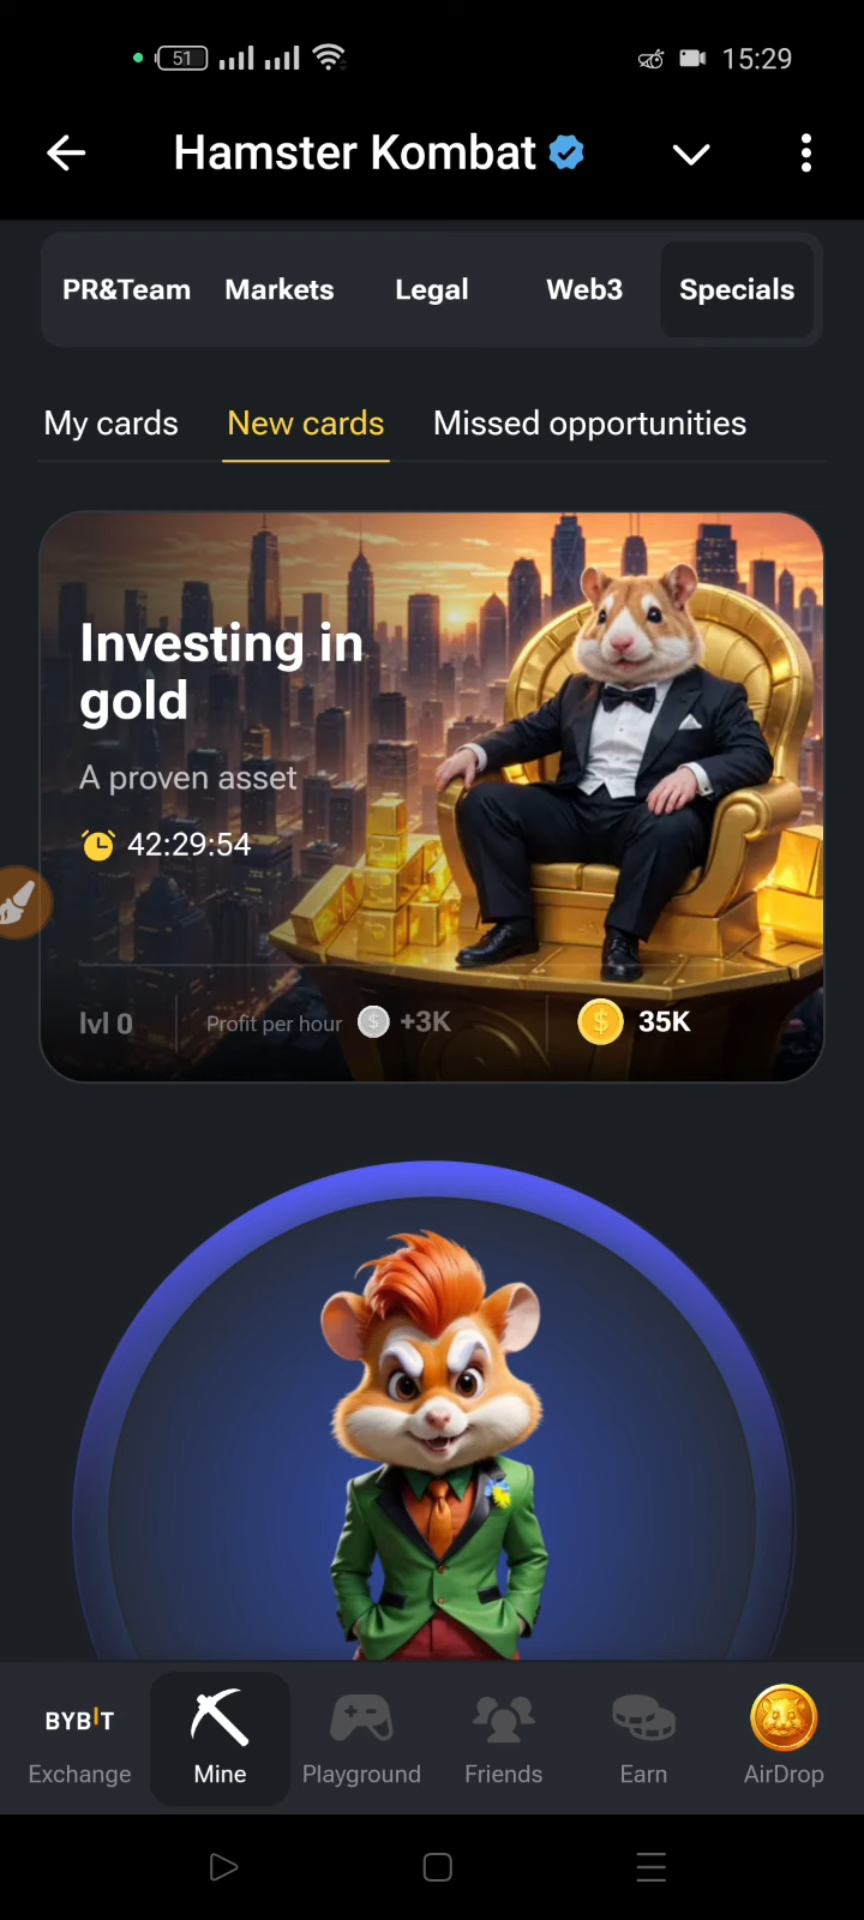 51 15:29
Hamster Kombat
PR&Team Markets Legal Web3 Specials
My cards New cards Missed opportunities
Investing in
gold
A proven asset
42:29:54
lvl 0 Profit per hour $ +3K $ 35K
BYBIT
Exchange Mine Playground Friends Earn AirDrop